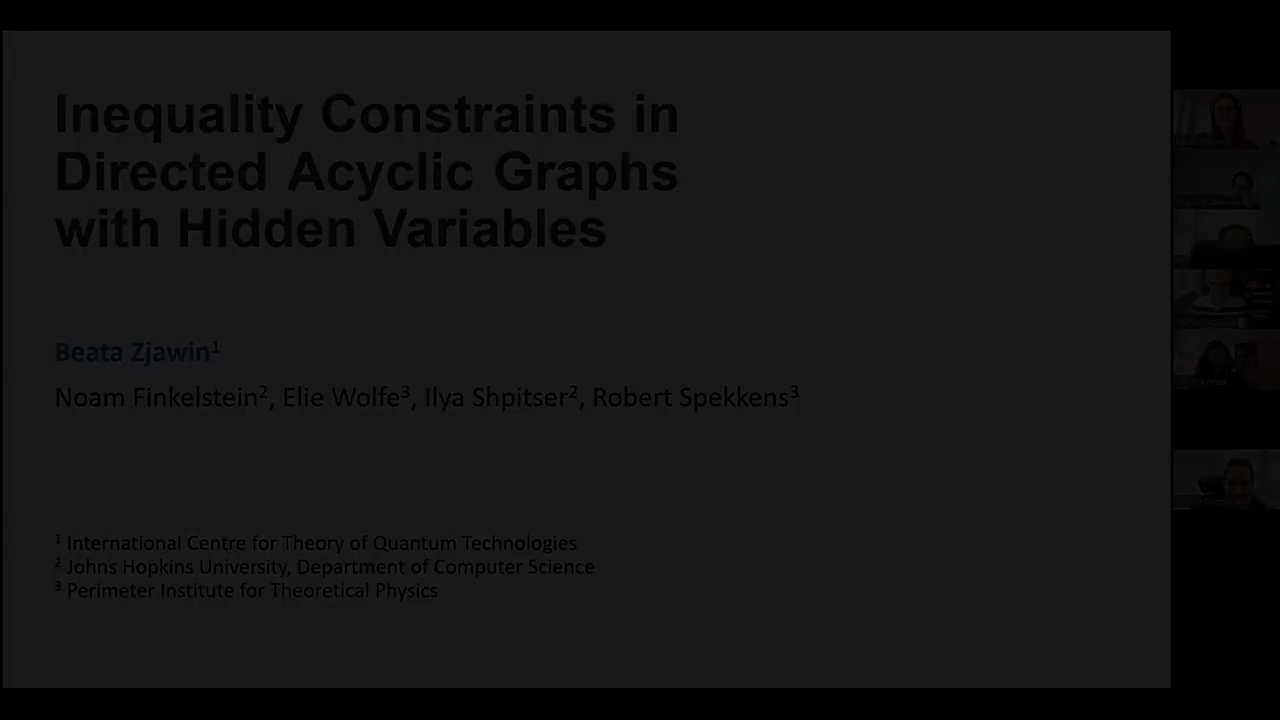 Inequality Constraints in
Directed Acyclic Graphs
with Hidden Variables
Beata Zjawin¹
Noam Finkelstein², Elie Wolfe³, Ilya Shpitser², Robert Spekkens³
¹ International Centre for Theory of Quantum Technologies
² Johns Hopkins University, Department of Computer Science
³ Perimeter Institute for Theoretical Physics